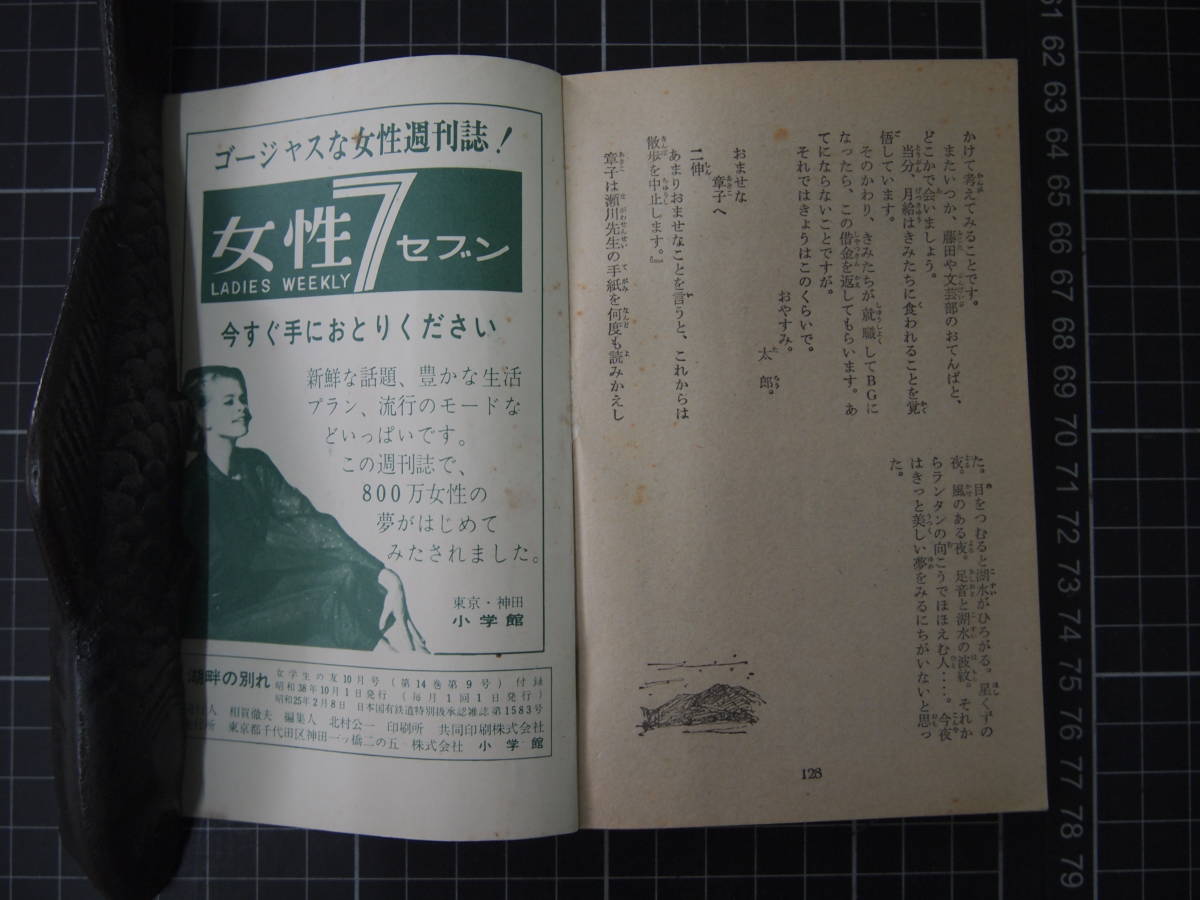 かけて考えてみることです。
またいつか、藤田や文芸部のおてんばと、
どこかで会いましょう。
当分、月給はきみたちに食われることを覚
悟しています。
そのかわり、きみたちが就職してＢＧに
なったら、この借金を返してもらいます。あ
てにならないことですが。
それではきょうはこのくらいで。
おやすみ。
太郎。
おませな
章子へ
二伸
あまりおませなことを言うと、これからは
散歩を中止します。』
章子は瀬川先生の手紙を何度も読みかえし
た。目をつむると湖水がひろがる。星くずの
夜。風のある夜。足音と湖水の波紋。それか
らランタンの向こうでほほえむ人‥‥。今夜
はきっと美しい夢をみるにちがいないと思っ
た。
128
ゴージャスな女性週刊誌！
女性7セブン
LADIES WEEKLY
今すぐ手におとりください
新鮮な話題、豊かな生活
プラン、流行のモードな
どいっぱいです。
この週刊誌で、
800万女性の
夢がはじめて
みたされました。
東京・神田
小学館
湖畔の別れ
女学生の友10月号（第14巻第9号）付録
昭和38年10月1日発行（毎月1回1日発行）
昭和25年2月8日 日本国有鉄道特別扱承認雑誌第1583号
行人 相賀徹夫 編集人 北村公一 印刷所 共同印刷株式会社
所 東京都千代田区神田一ッ橋二の五 株式会社 小学館
61
62
63
64
65
66
67
68
69
70
71
72
73
74
75
76
77
78
79